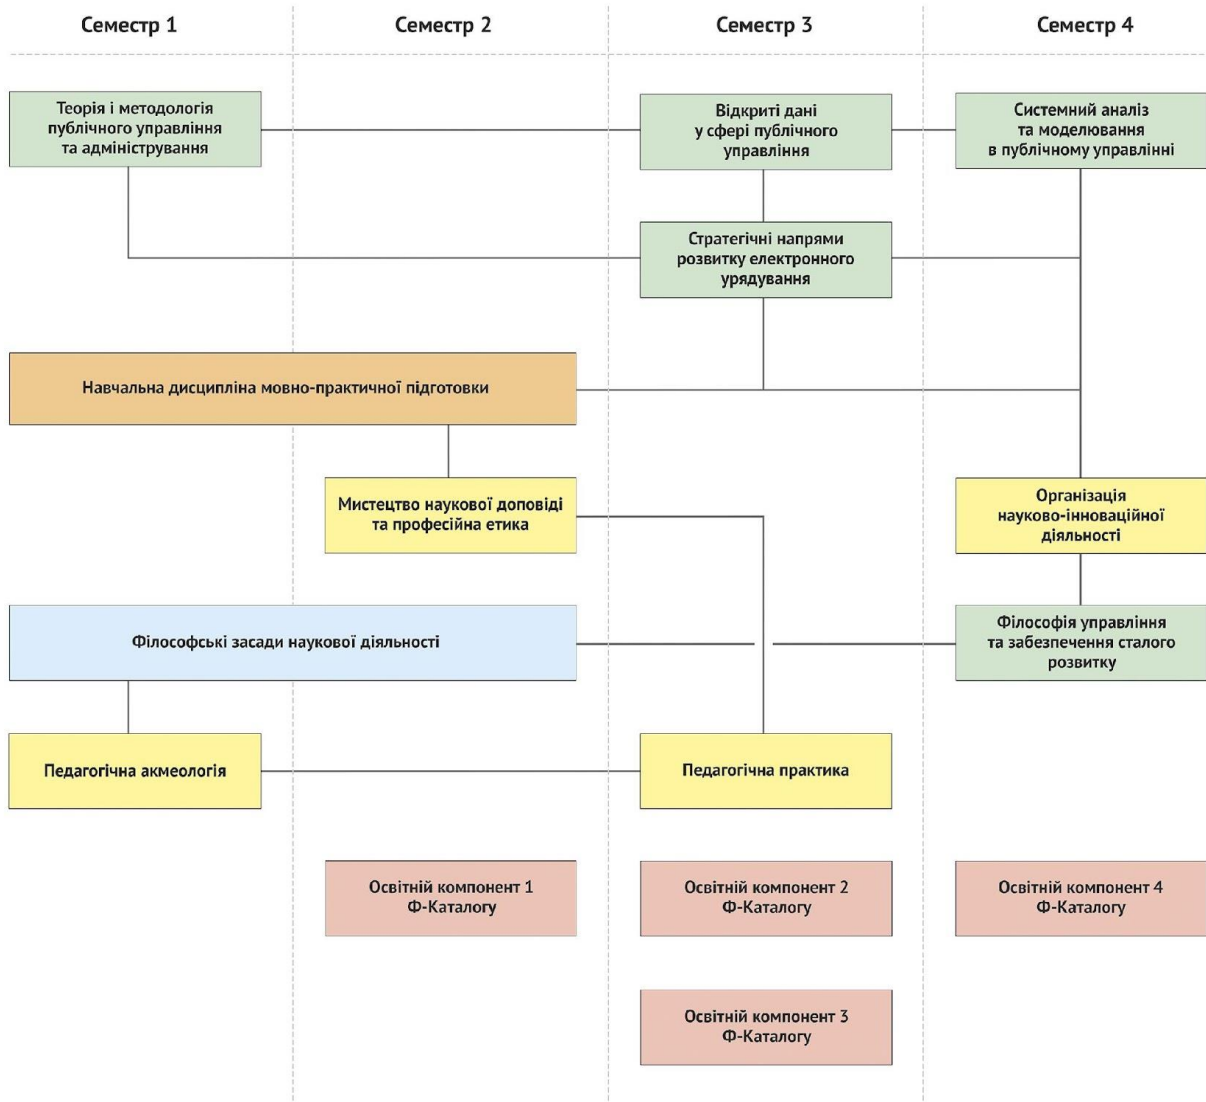 Семестр 1
Семестр 2
Семестр 3
Семестр 4
Теорія і методологія
публічного управління
та адміністрування
Відкриті дані
у сфері публічного
управління
Системний аналіз
та моделювання
в публічному управлінні
Стратегічні напрями
розвитку електронного
урядування
Навчальна дисципліна мовно-практичної підготовки
Мистецтво наукової доповіді
та професійна етика
Організація
науково-інноваційної
діяльності
Філософські засади наукової діяльності
Філософія управління
та забезпечення сталого
розвитку
Педагогічна акмеологія
Педагогічна практика
Освітній компонент 1
Ф-Каталогу
Освітній компонент 2
Ф-Каталогу
Освітній компонент 4
Ф-Каталогу
Освітній компонент 3
Ф-Каталогу